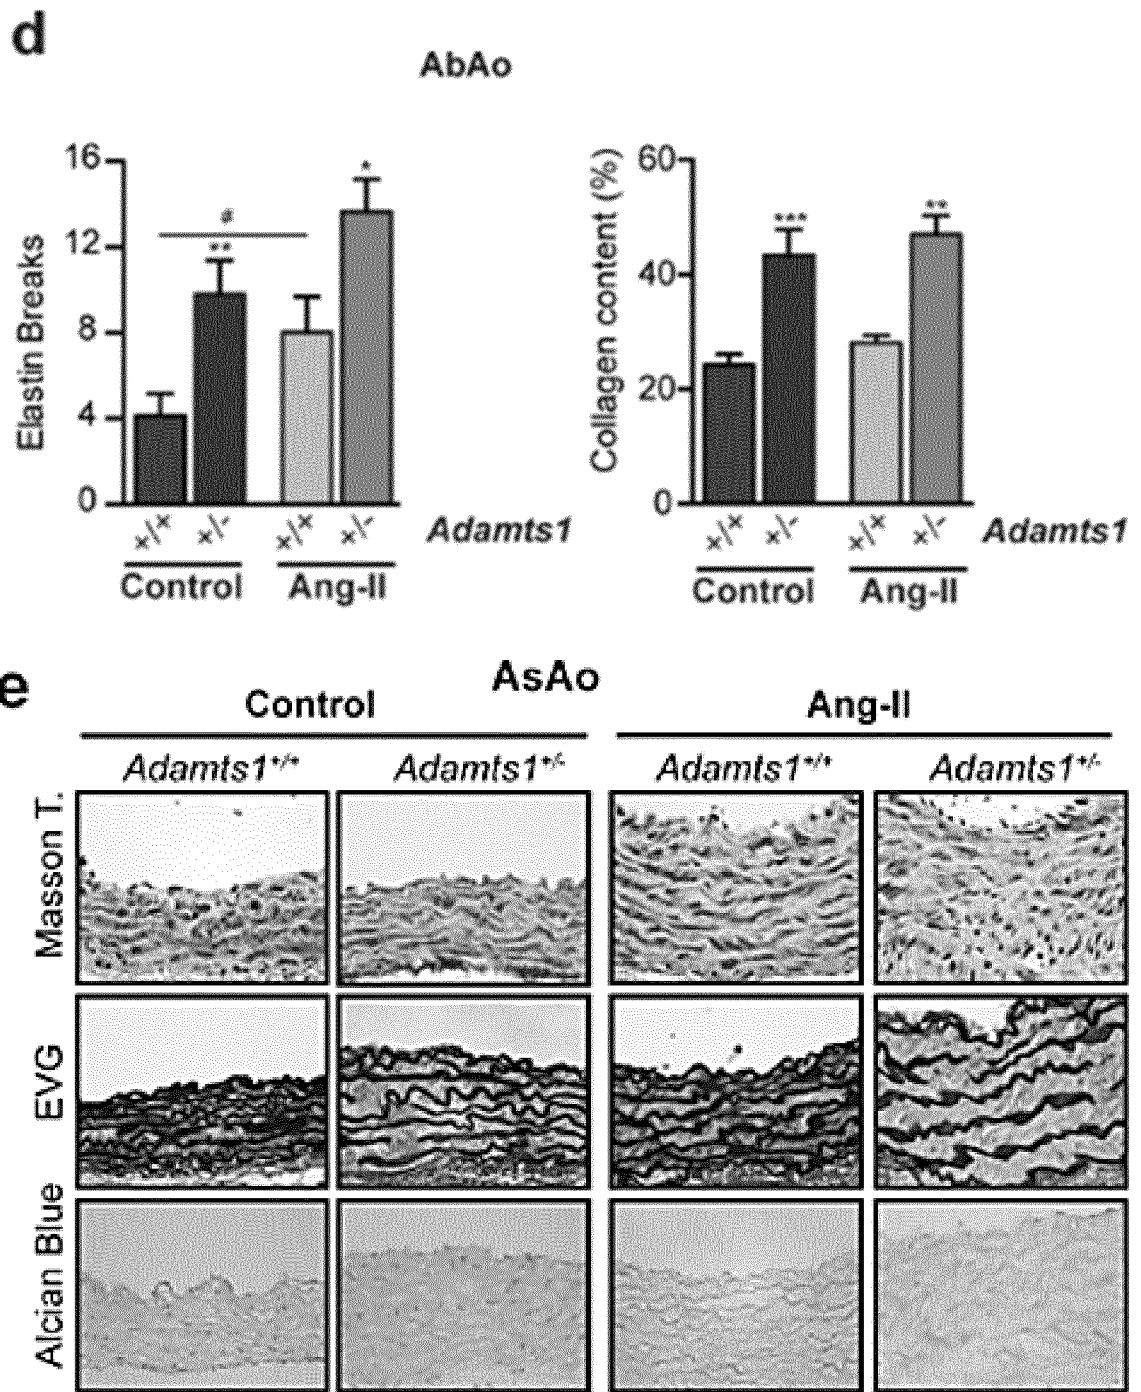 d
AbAo
Elastin Breaks
16
12
8
4
0
#
**
*
+/+ +/- +/+ +/- Adamts1
Control Ang-II
Collagen content (%)
60
40
20
0
***
**
+/+ +/- +/+ +/- Adamts1
Control Ang-II
e
AsAo
Control Ang-II
Adamts1+/+ Adamts1+/- Adamts1+/+ Adamts1+/-
Masson T.
EVG
Alcian Blue